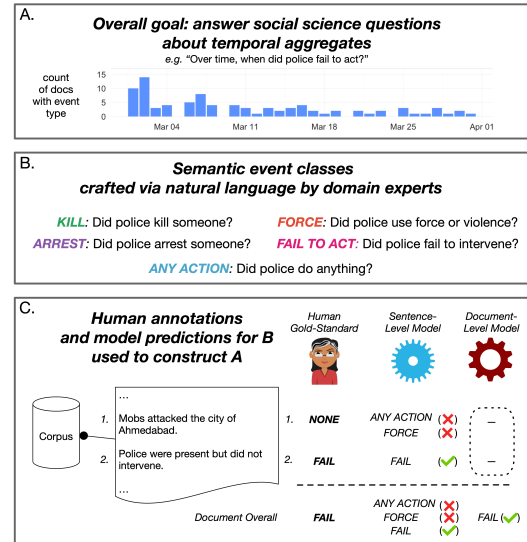 A.
Overall goal: answer social science questions
about temporal aggregates
e.g. “Over time, when did police fail to act?”
count
of docs
with event
type
15
10
5
0
Mar 04
Mar 11
Mar 18
Mar 25
Apr 01
B.
Semantic event classes
crafted via natural language by domain experts
KILL: Did police kill someone?
FORCE: Did police use force or violence?
ARREST: Did police arrest someone?
FAIL TO ACT: Did police fail to intervene?
ANY ACTION: Did police do anything?
C.
Human annotations
and model predictions for B
used to construct A
Human
Gold-Standard
Sentence-
Level Model
Document-
Level Model
Corpus
...
1. Mobs attacked the city of
Ahmedabad.
2. Police were present but did not
intervene.
...
1. NONE
ANY ACTION (❌)
FORCE (❌)
–
2. FAIL
FAIL (✓)
–
Document Overall
FAIL
ANY ACTION (❌)
FORCE (❌)
FAIL (✓)
FAIL (✓)